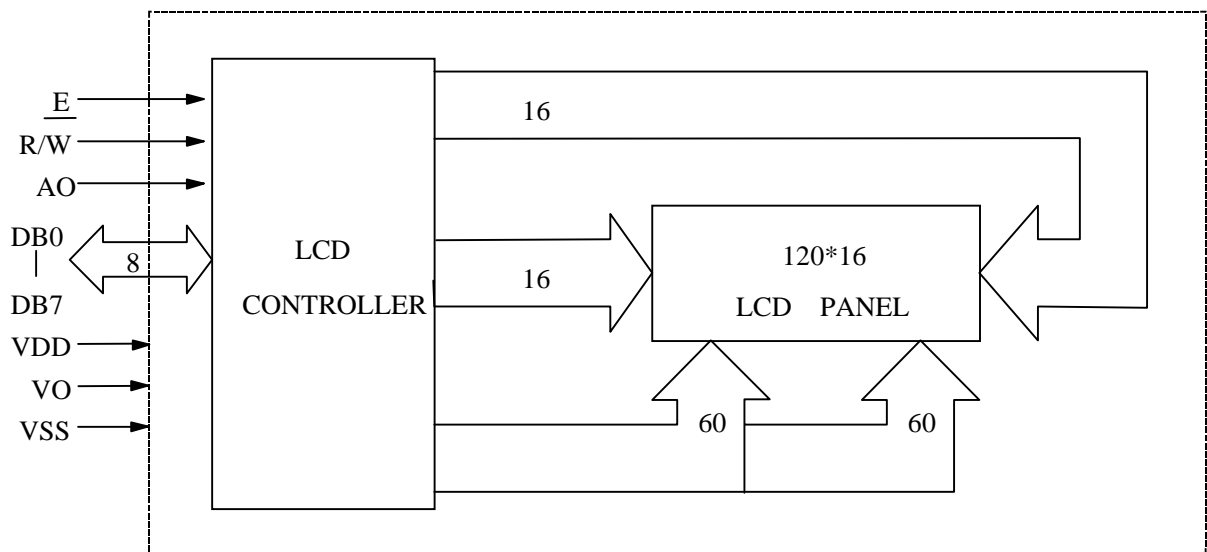 E
R/W
AO
DB0
DB7
VDD
VO
VSS
8
LCD
CONTROLLER
16
16
120*16
LCD PANEL
60
60